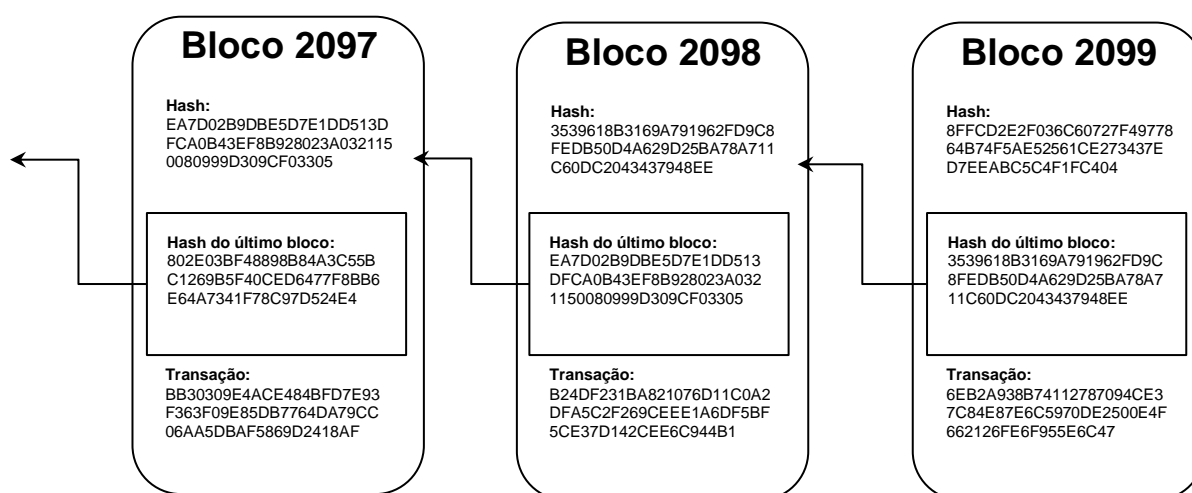 Bloco 2097
Hash:
EA7D02B9DBE5D7E1DD513D
FCA0B43EF8B928023A032115
0080999D309CF03305
Hash do último bloco:
802E03BF48898B84A3C55B
C1269B5F40CED6477F8BB6
E64A7341F78C97D524E4
Transação:
BB30309E4ACE484BFD7E93
F363F09E85DB7764DA79CC
06AA5DBAF5869D2418AF
Bloco 2098
Hash:
3539618B3169A791962FD9C8
FEDB50D4A629D25BA78A711
C60DC2043437948EE
Hash do último bloco:
EA7D02B9DBE5D7E1DD513
DFCA0B43EF8B928023A032
1150080999D309CF03305
Transação:
B24DF231BA821076D11C0A2
DFA5C2F269CEEE1A6DF5BF
5CE37D142CEE6C944B1
Bloco 2099
Hash:
8FFCD2E2F036C60727F49778
64B74F5AE52561CE273437E
D7EEABC5C4F1FC404
Hash do último bloco:
3539618B3169A791962FD9C
8FEDB50D4A629D25BA78A7
11C60DC2043437948EE
Transação:
6EB2A938B74112787094CE3
7C84E87E6C5970DE2500E4F
662126FE6F955E6C47